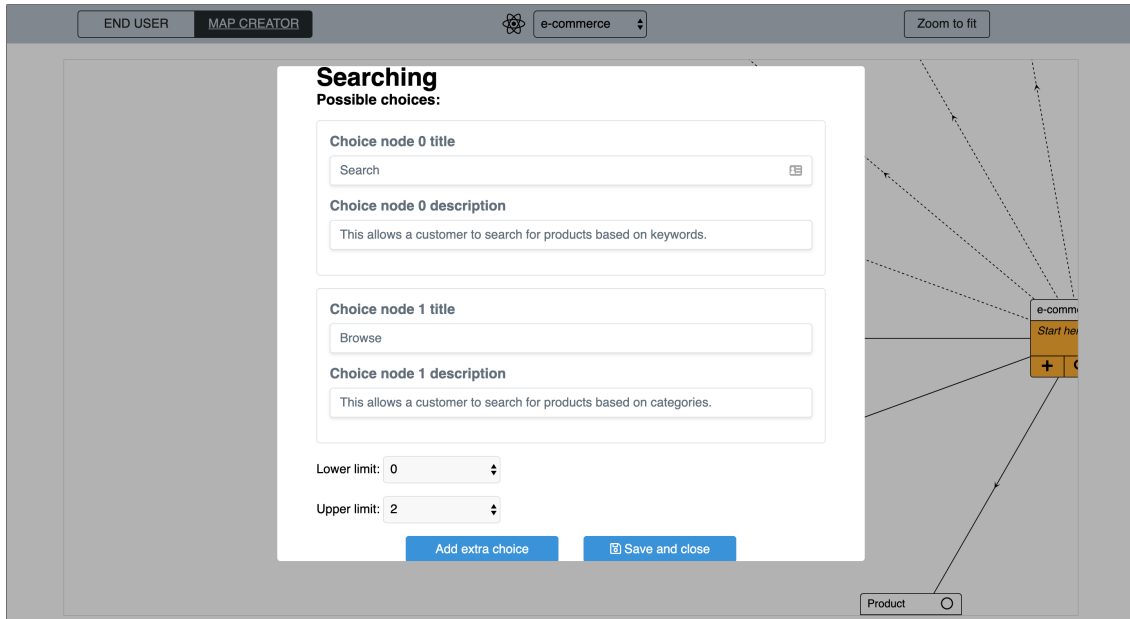 END USER
MAP CREATOR
e-commerce
Zoom to fit
Searching
Possible choices:
Choice node 0 title
Search
Choice node 0 description
This allows a customer to search for products based on keywords.
Choice node 1 title
Browse
Choice node 1 description
This allows a customer to search for products based on categories.
Lower limit: 0
Upper limit: 2
Add extra choice
Save and close
e-comm
Start her
+
Product